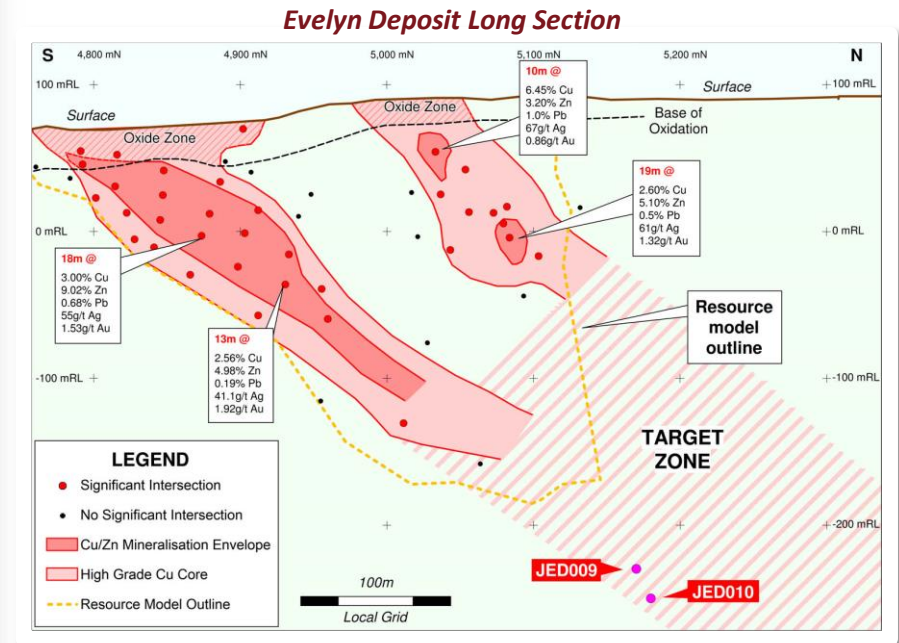 Evelyn Deposit Long Section
S
4,800 mN
4,900 mN
5,000 mN
5,100 mN
5,200 mN
N
100 mRL
100 mRL
Surface
Surface
Oxide Zone
Oxide Zone
Base of
Oxidation
10m @
6.45% Cu
3.20% Zn
1.0% Pb
67g/t Ag
0.86g/t Au
19m @
2.60% Cu
5.10% Zn
0.5% Pb
61g/t Ag
1.32g/t Au
0 mRL
0 mRL
18m @
3.00% Cu
9.02% Zn
0.68% Pb
55g/t Ag
1.53g/t Au
13m @
2.56% Cu
4.98% Zn
0.19% Pb
41.1g/t Ag
1.92g/t Au
Resource
model
outline
-100 mRL
-100 mRL
TARGET
ZONE
-200 mRL
JED009
JED010
LEGEND
Significant Intersection
No Significant Intersection
Cu/Zn Mineralisation Envelope
High Grade Cu Core
Resource Model Outline
100m
Local Grid